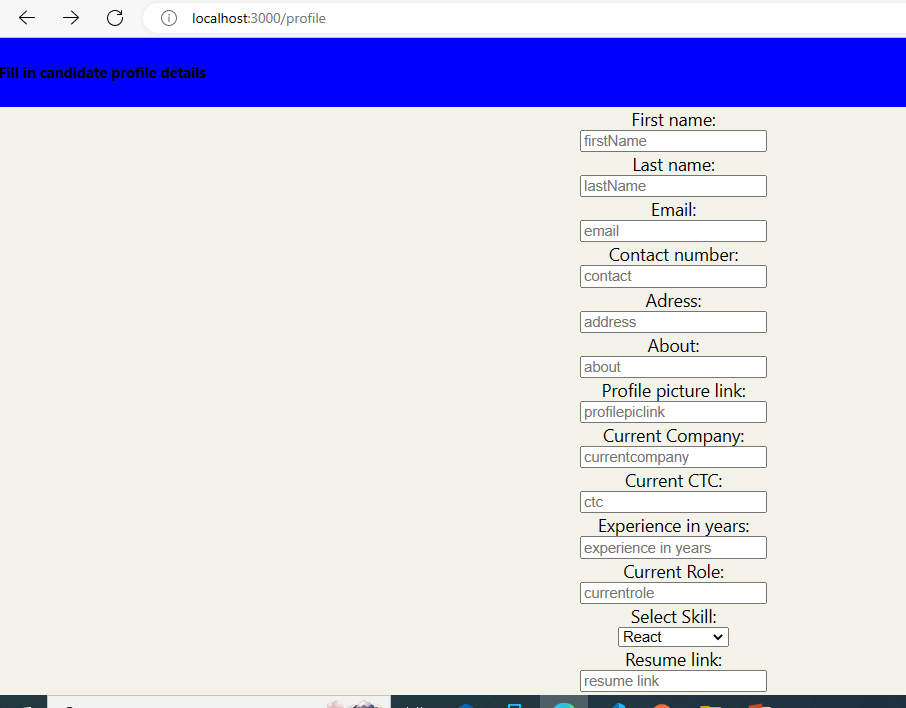 localhost:3000/profile
Fill in candidate profile details
First name:
firstName
Last name:
lastName
Email:
email
Contact number:
contact
Adress:
address
About:
about
Profile picture link:
profilepiclink
Current Company:
currentcompany
Current CTC:
ctc
Experience in years:
experience in years
Current Role:
currentrole
Select Skill:
React
Resume link:
resume link